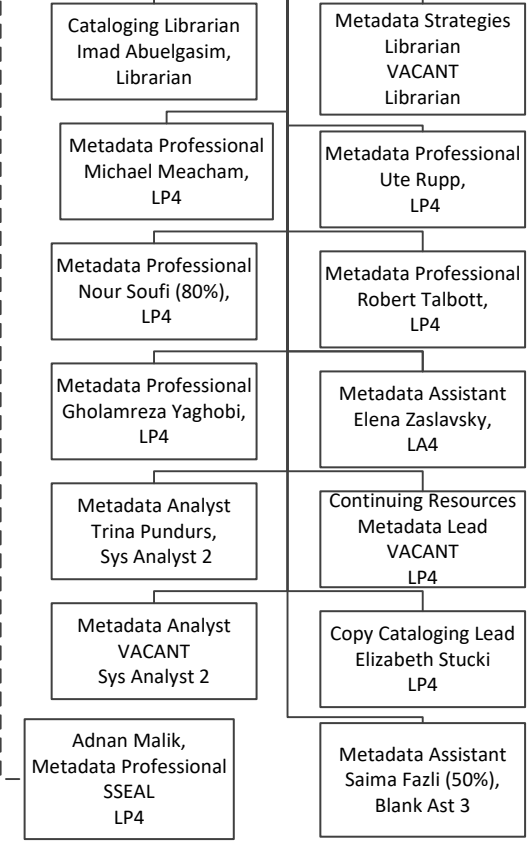 Cataloging Librarian
Imad Abuelgasim,
Librarian
Metadata Strategies
Librarian
VACANT
Librarian
Metadata Professional
Michael Meacham,
LP4
Metadata Professional
Ute Rupp,
LP4
Metadata Professional
Nour Soufi (80%),
LP4
Metadata Professional
Robert Talbott,
LP4
Metadata Professional
Gholamreza Yaghobi,
LP4
Metadata Assistant
Elena Zaslavsky,
LA4
Metadata Analyst
Trina Pundurs,
Sys Analyst 2
Continuing Resources
Metadata Lead
VACANT
LP4
Metadata Analyst
VACANT
Sys Analyst 2
Copy Cataloging Lead
Elizabeth Stucki
LP4
Adnan Malik,
Metadata Professional
SSEAL
LP4
Metadata Assistant
Saima Fazli (50%),
Blank Ast 3